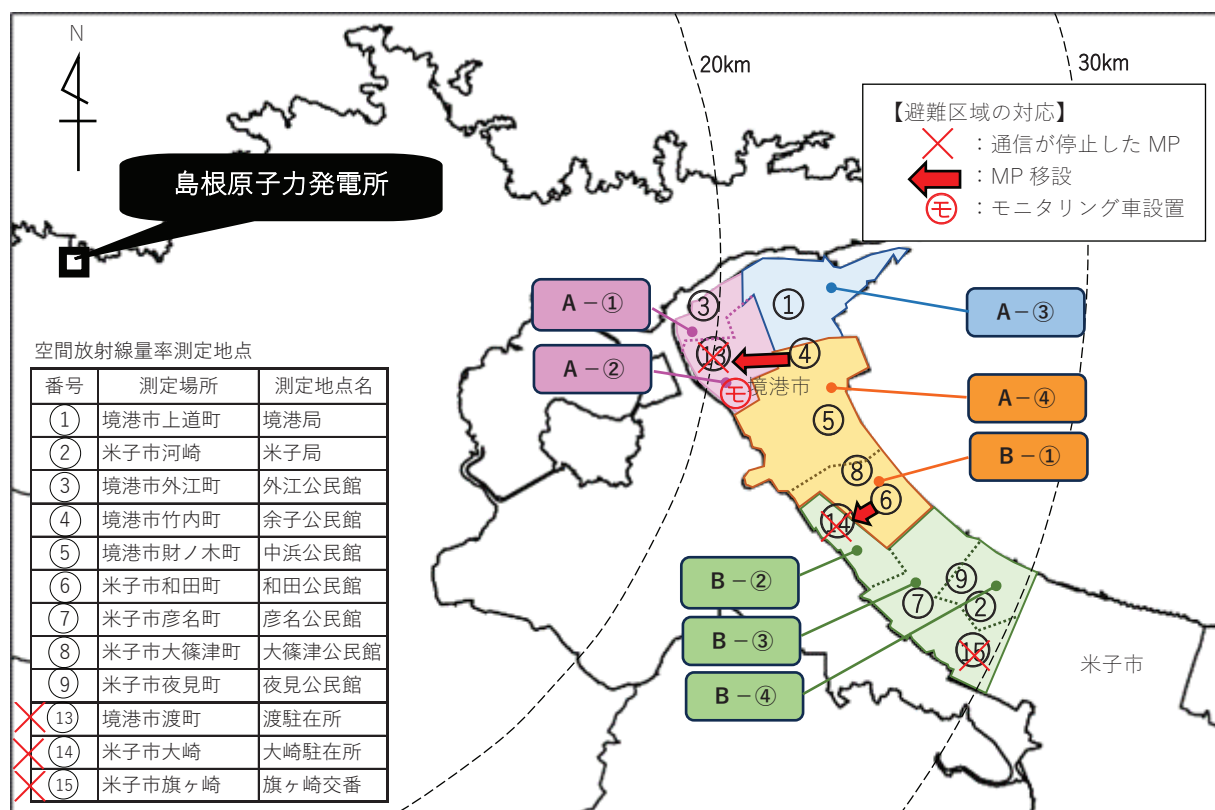 N
20km
30km
【避難区域の対応】
：通信が停止した MP
：MP 移設
モ ：モニタリング車設置
島根原子力発電所
A－①
A－②
A－③
A－④
B－①
B－②
B－③
B－④
③
①
⑬
④
モ
境港市
⑤
⑧
⑥
⑭
⑨
⑦
②
⑮
米子市
空間放射線量率測定地点
番号 測定場所 測定地点名
① 境港市上道町 境港局
② 米子市河崎 米子局
③ 境港市外江町 外江公民館
④ 境港市竹内町 余子公民館
⑤ 境港市財ノ木町 中浜公民館
⑥ 米子市和田町 和田公民館
⑦ 米子市彦名町 彦名公民館
⑧ 米子市大篠津町 大篠津公民館
⑨ 米子市夜見町 夜見公民館
⑬ 境港市渡町 渡駐在所
⑭ 米子市大崎 大崎駐在所
⑮ 米子市旗ヶ崎 旗ヶ崎交番